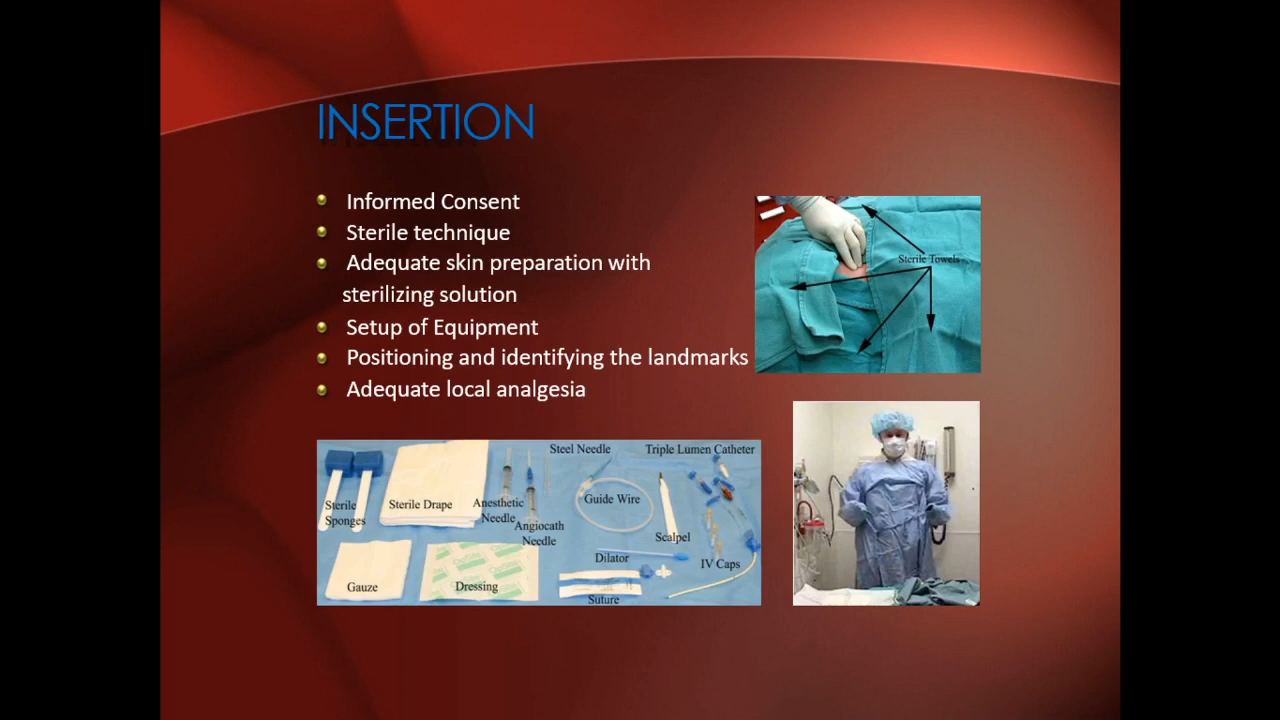 INSERTION
Informed Consent
Sterile technique
Adequate skin preparation with
sterilizing solution
Setup of Equipment
Positioning and identifying the landmarks
Adequate local analgesia
Sterile Towels
Steel Needle
Triple Lumen Catheter
Sterile
Sponges
Sterile Drape
Anesthetic
Needle
Angiocath
Needle
Guide Wire
Scalpel
Dilator
IV Caps
Gauze
Dressing
Suture